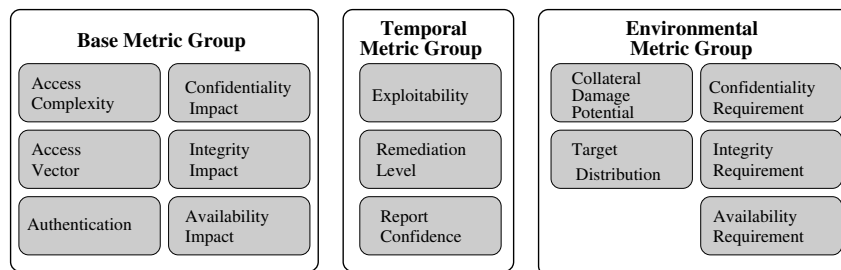 Base Metric Group
Access
Complexity
Confidentiality
Impact
Access
Vector
Integrity
Impact
Authentication
Availability
Impact
Temporal
Metric Group
Exploitability
Remediation
Level
Report
Confidence
Environmental
Metric Group
Collateral
Damage
Potential
Confidentiality
Requirement
Target
Distribution
Integrity
Requirement
Availability
Requirement